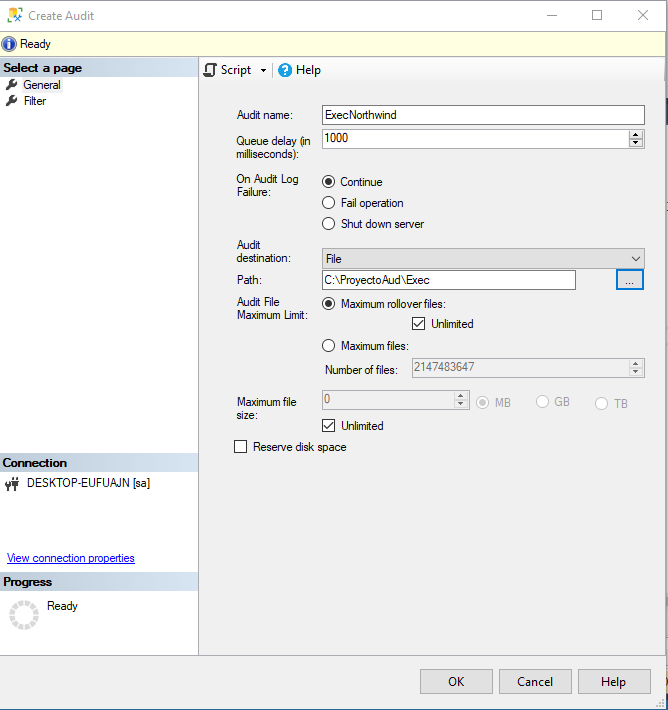 Create Audit
Ready
Select a page
General
Filter
Script
Help
Audit name:
ExecNorthwind
Queue delay (in
milliseconds):
1000
On Audit Log
Failure:
Continue
Fail operation
Shut down server
Audit
destination:
File
Path:
C:\ProyectoAud\Exec
...
Audit File
Maximum Limit:
Maximum rollover files:
Unlimited
Maximum files:
Number of files:
2147483647
Maximum file
size:
0
MB
GB
TB
Unlimited
Reserve disk space
Connection
DESKTOP-EUFUAJN [sa]
View connection properties
Progress
Ready
OK
Cancel
Help